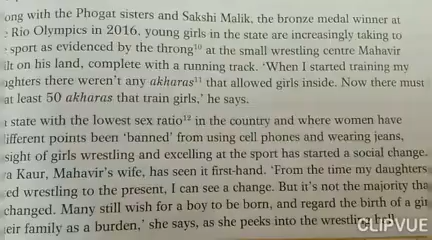 ong with the Phogat sisters and Sakshi Malik, the bronze medal winner at
Rio Olympics in 2016, young girls in the state are increasingly taking to
sport as evidenced by the throng¹⁰ at the small wrestling centre Mahavir
ilt on his land, complete with a running track. ‘When I started training my
ughters there weren’t any akharas¹¹ that allowed girls inside. Now there must
at least 50 akharas that train girls,’ he says.
state with the lowest sex ratio¹² in the country and where women have
ifferent points been ‘banned’ from using cell phones and wearing jeans,
sight of girls wrestling and excelling at the sport has started a social change.
a Kaur, Mahavir’s wife, has seen it first-hand. ‘From the time my daughters
ed wrestling to the present, I can see a change. But it’s not the majority tha
changed. Many still wish for a boy to be born, and regard the birth of a gir
eir family as a burden,’ she says, as she peeks into the wrestling
CLIPVUE